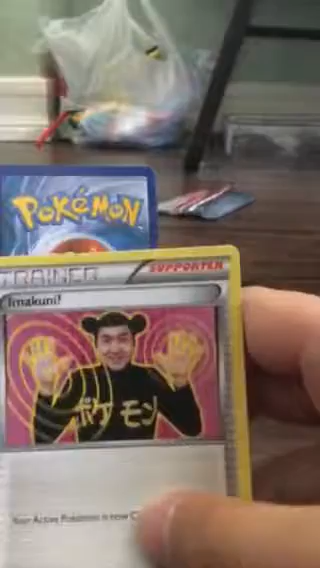 POKéMON
TRAINER
SUPPORTER
Imakuni?
ポケモン
Your Active Pokémon is now C